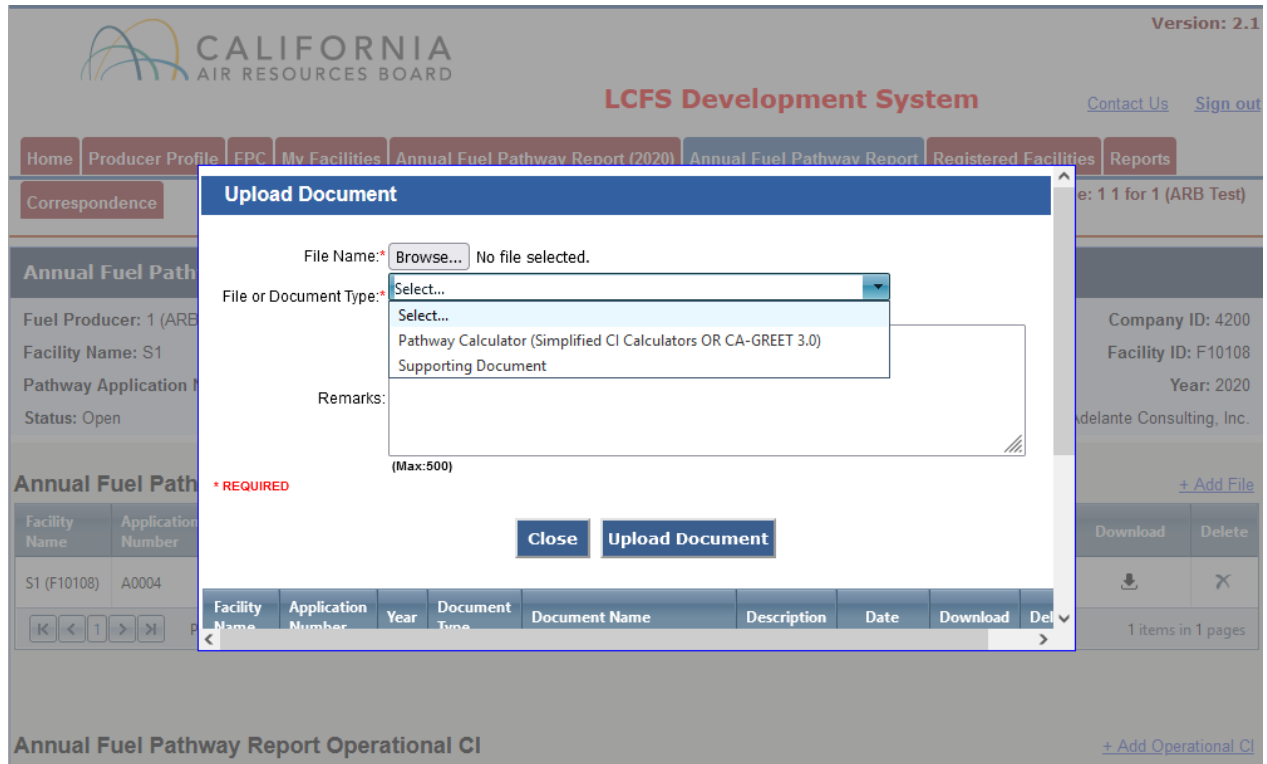 Version: 2.1
CALIFORNIA
AIR RESOURCES BOARD
LCFS Development System
Contact Us Sign out
Home Producer Profile FPC My Facilities Annual Fuel Pathway Report (2020) Annual Fuel Pathway Report Registered Facilities Reports
Correspondence
e: 1 1 for 1 (ARB Test)
Upload Document
File Name:* Browse... No file selected.
File or Document Type:* Select...
Select...
Pathway Calculator (Simplified CI Calculators OR CA-GREET 3.0)
Supporting Document
Remarks:
(Max:500)
* REQUIRED
Close Upload Document
Facility Name Application Number Year Document Type Document Name Description Date Download Del
Annual Fuel Path
Fuel Producer: 1 (ARB Company ID: 4200
Facility Name: S1 Facility ID: F10108
Pathway Application N Year: 2020
Status: Open Adelante Consulting, Inc.
Annual Fuel Path + Add File
Facility Name Application Number Download Delete
S1 (F10108) A0004
1 P 1 items in 1 pages
Annual Fuel Pathway Report Operational CI + Add Operational CI